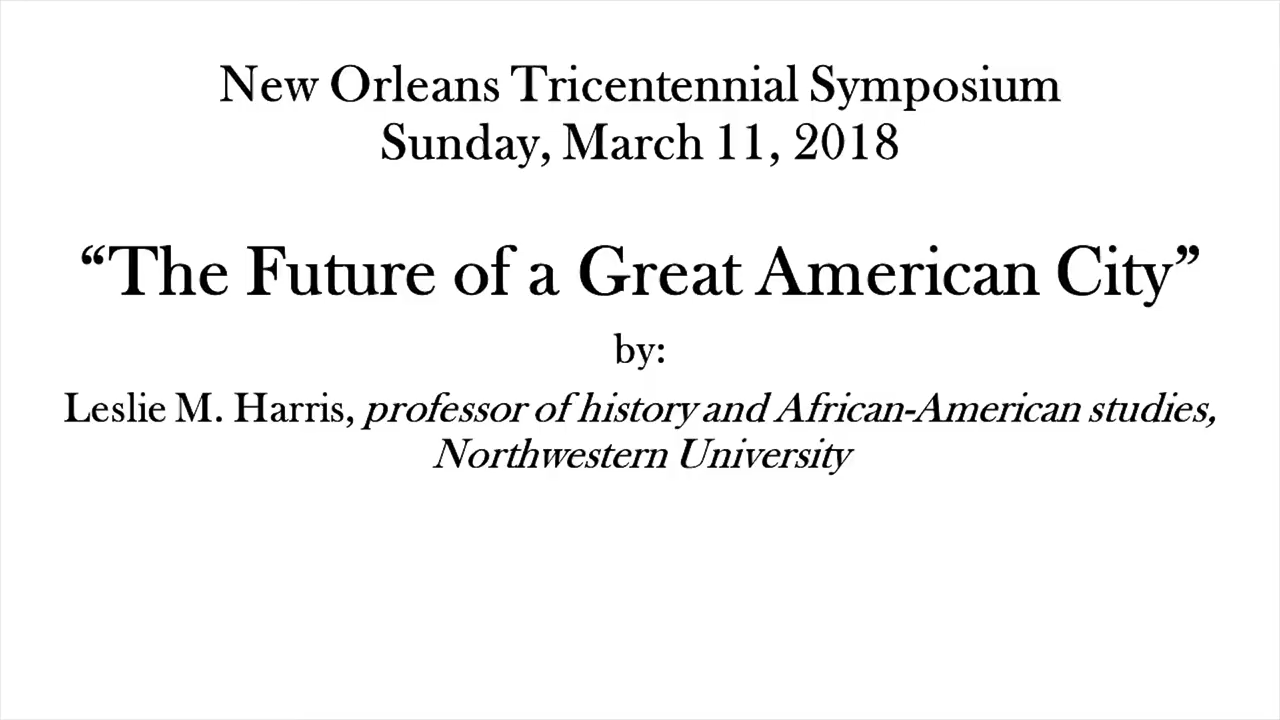 New Orleans Tricentennial Symposium
Sunday, March 11, 2018
“The Future of a Great American City”
by:
Leslie M. Harris, professor of history and African-American studies,
Northwestern University